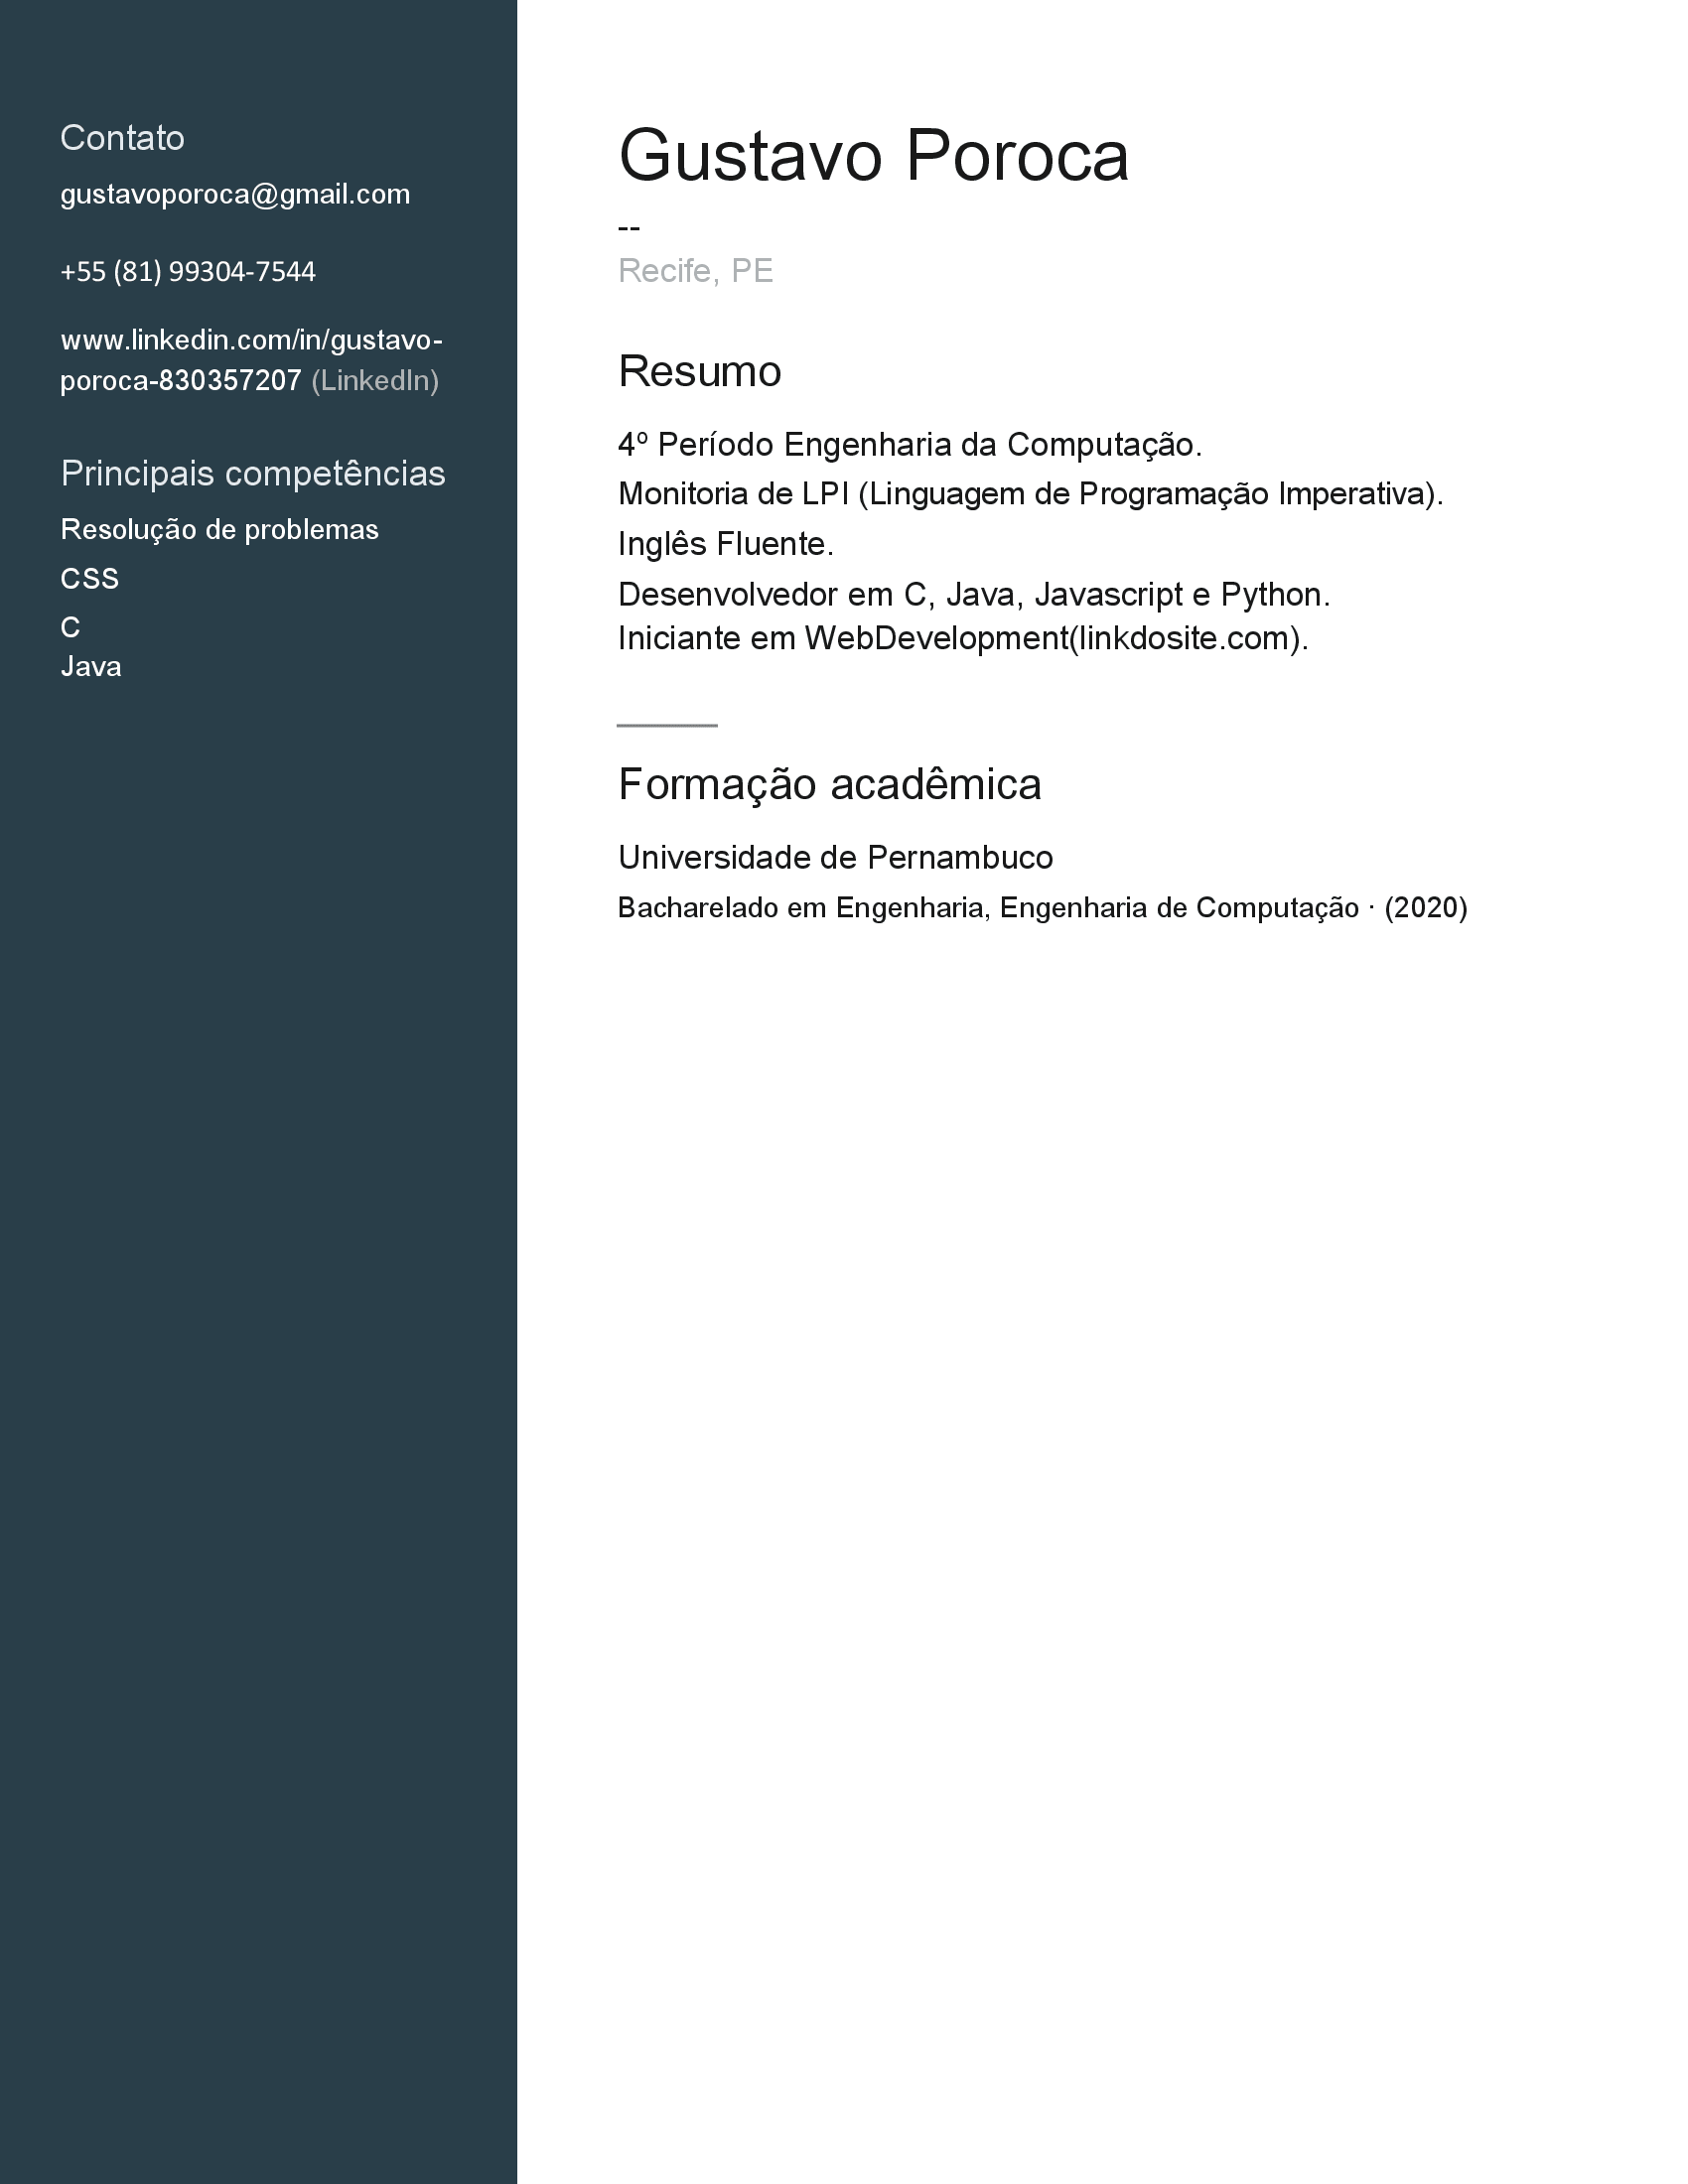 Contato
gustavoporoca@gmail.com
+55 (81) 99304-7544
www.linkedin.com/in/gustavo-
poroca-830357207 (LinkedIn)
Principais competências
Resolução de problemas
CSS
C
Java
Gustavo Poroca
--
Recife, PE
Resumo
4º Período Engenharia da Computação.
Monitoria de LPI (Linguagem de Programação Imperativa).
Inglês Fluente.
Desenvolvedor em C, Java, Javascript e Python.
Iniciante em WebDevelopment(linkdosite.com).
Formação acadêmica
Universidade de Pernambuco
Bacharelado em Engenharia, Engenharia de Computação · (2020)